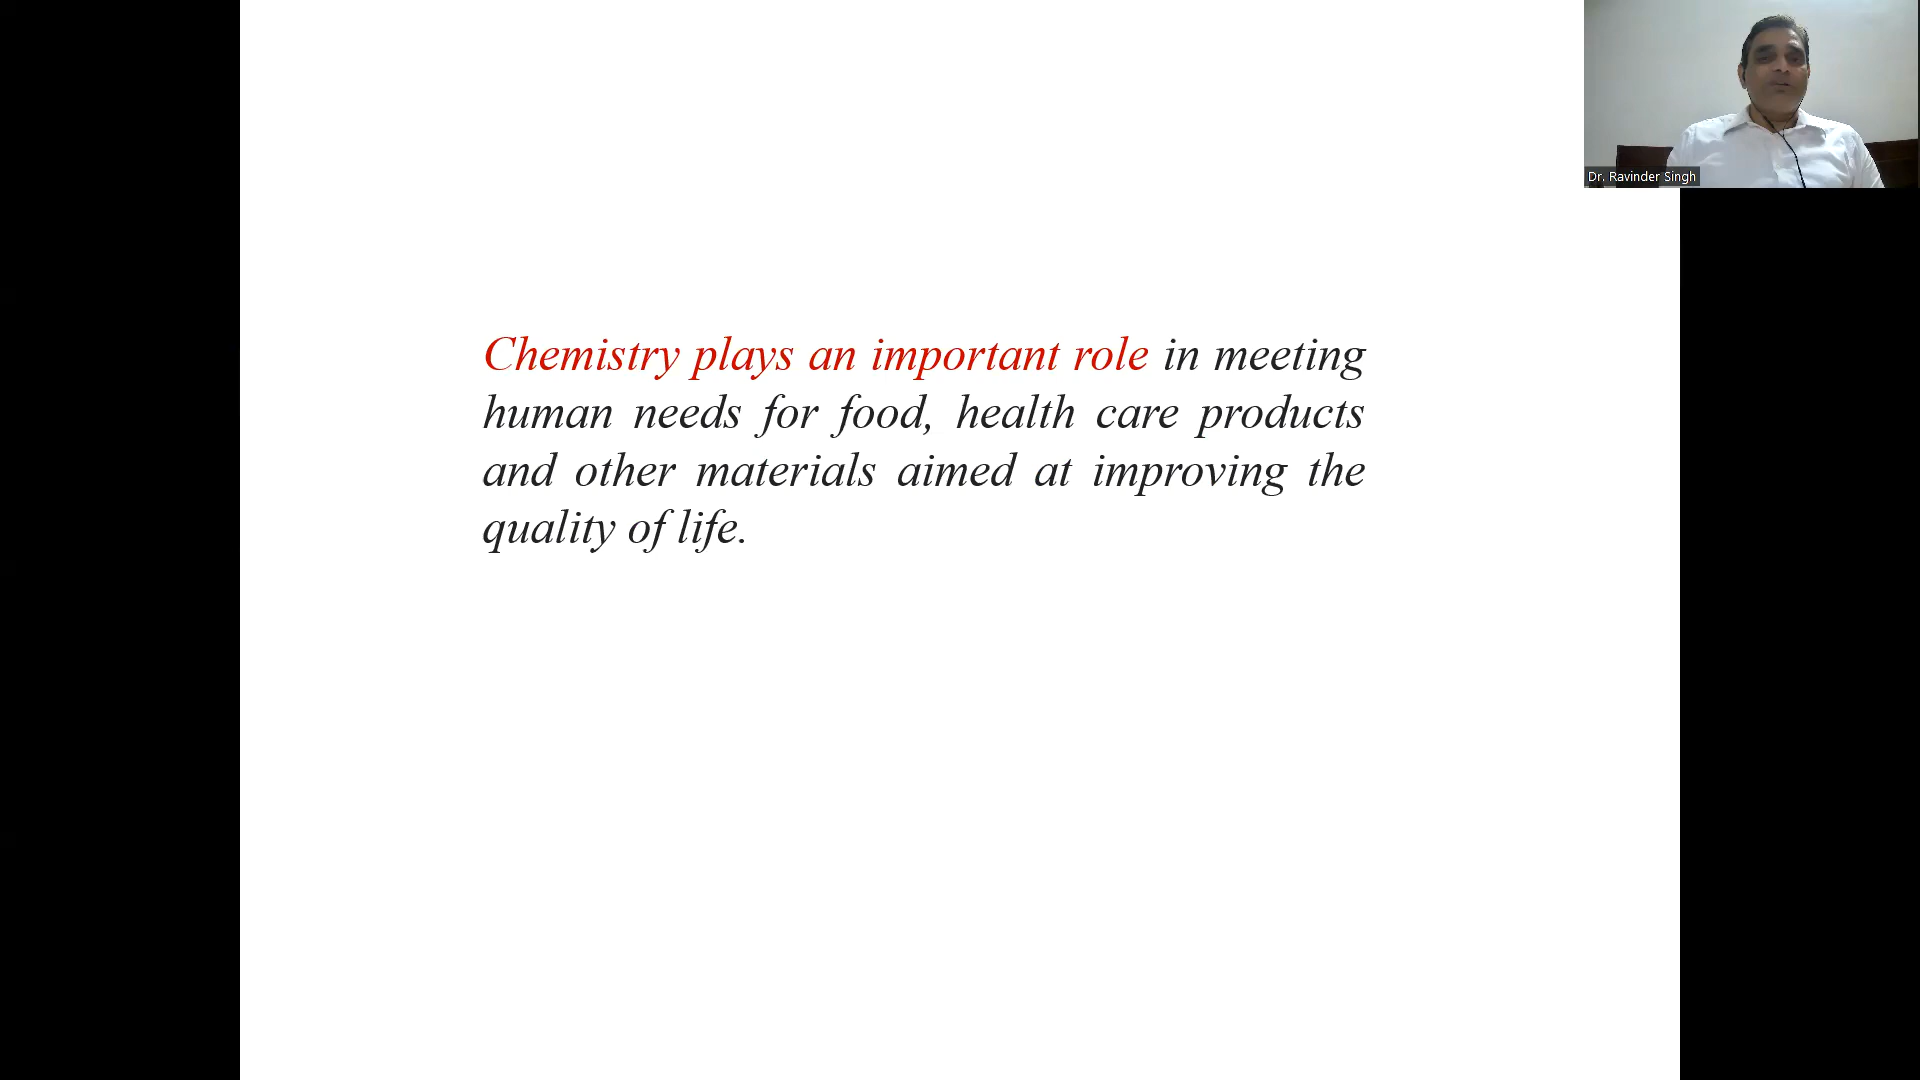 Dr. Ravinder Singh
Chemistry plays an important role in meeting
human needs for food, health care products
and other materials aimed at improving the
quality of life.